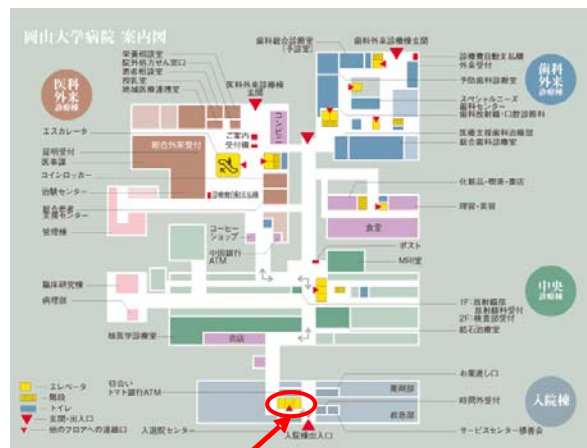 岡山大学病院 案内図
医科
外来
診療棟
栄養相談室
院外処方せん窓口
患者相談室
授乳室
地域医療連携室
エスカレータ
証明受付
医事課
コインロッカー
治験センター
総合患者
支援センター
管理棟
臨床研究棟
病理部
核医学診療室
医科外来診療棟
玄関
ご案内
受付機
総合外来受付
診療費自動支払機
コーヒー
ショップ
中国銀行
ATM
売店
歯科総合診断室
(予診室)
歯科外来診療棟玄関
診療費自動支払機
外来受付
予防歯科診断室
スペシャルニーズ
歯科センター
歯科放射線・口腔診断科
医療支援歯科治療部
総合歯科診療室
歯科
外来
診療棟
化粧品・喫茶・薬店
理容・美容
食堂
ポスト
MRI室
中央
診療棟
1F:放射線部
放射線科受付
2F:検査部受付
結石治療室
お薬渡し口
入院棟
薬剤部
時間外受付
救急部
サービスセンター積善会
入院棟出入口
入退院センター
切合い
トマト銀行ATM
エレベータ
階段
トイレ
玄関・出入口
他のフロアへの連絡口